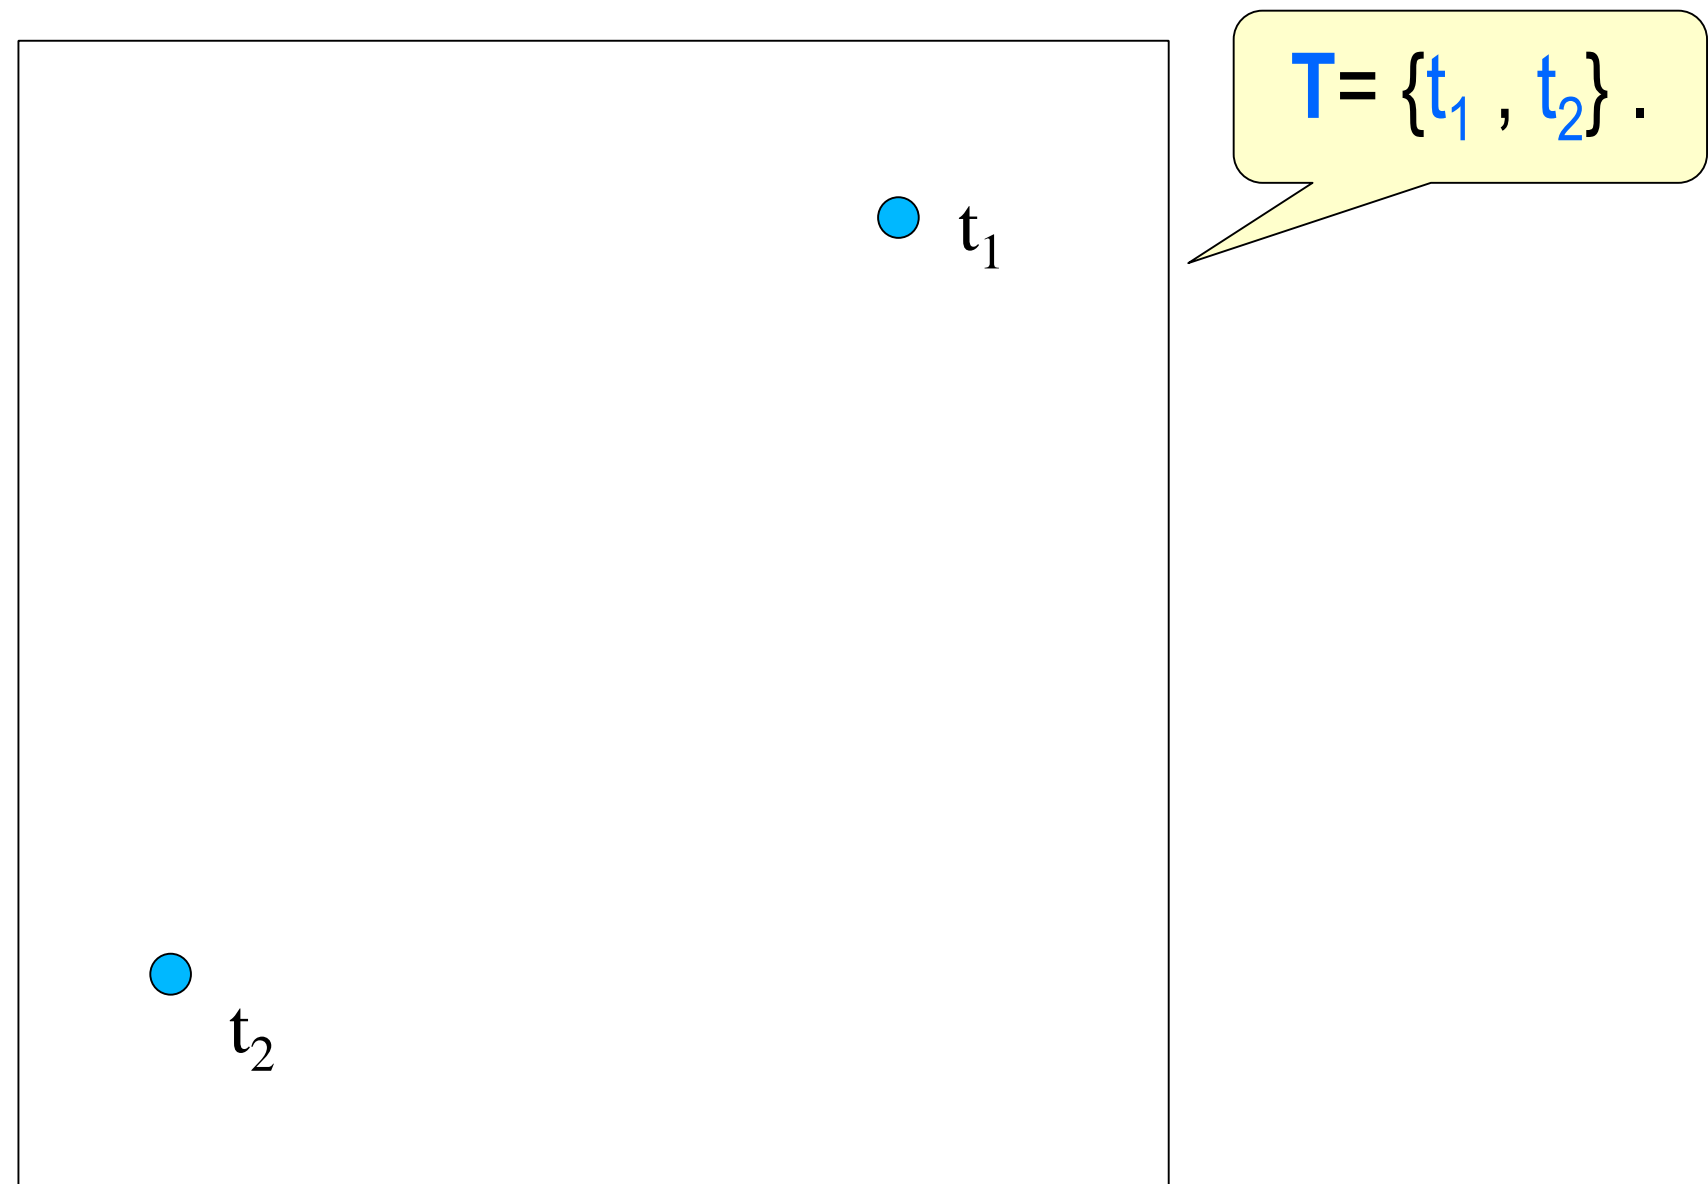 T= {t₁ , t₂} .
t₁
t₂